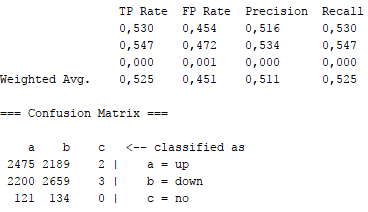 TP Rate FP Rate Precision Recall
0,530 0,454 0,516 0,530
0,547 0,472 0,534 0,547
0,000 0,001 0,000 0,000
Weighted Avg. 0,525 0,451 0,511 0,525
=== Confusion Matrix ===
a b c <-- classified as
2475 2189 2 | a = up
2200 2659 3 | b = down
121 134 0 | c = no